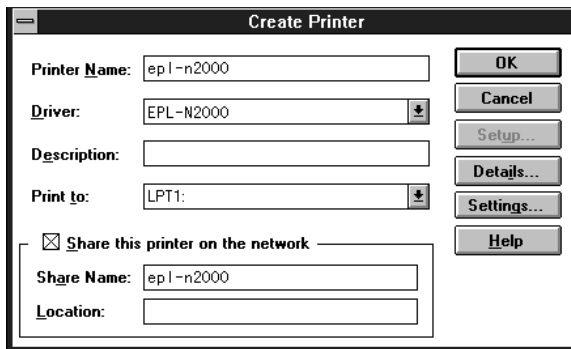 Create Printer
Printer Name: epl-n2000
Driver: EPL-N2000
Description:
Print to: LPT1:
Share this printer on the network
Share Name: epl-n2000
Location:
OK
Cancel
Setup...
Details...
Settings...
Help